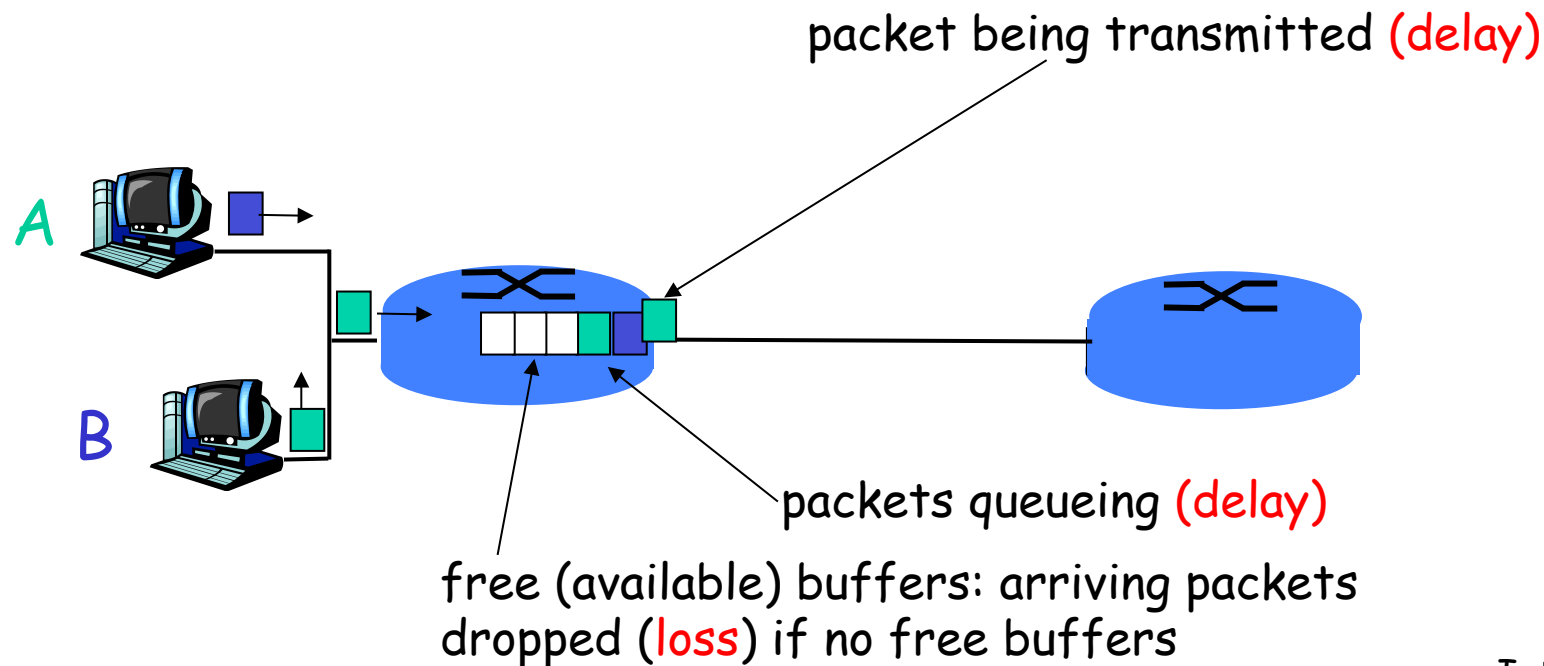 packet being transmitted (delay)
A
B
packets queueing (delay)
free (available) buffers: arriving packets
dropped (loss) if no free buffers